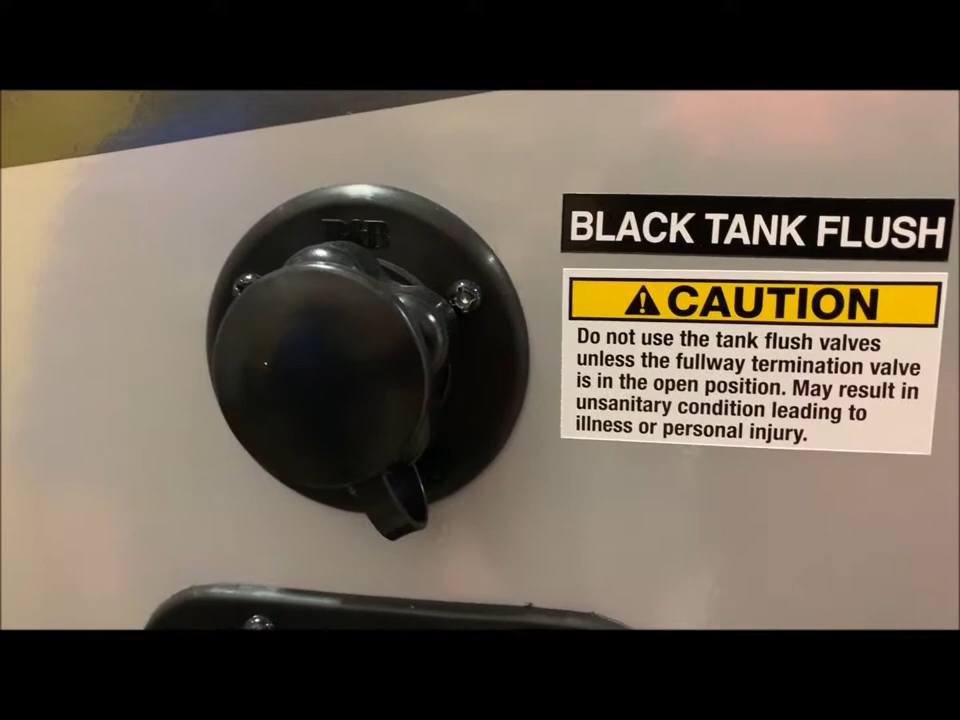 BLACK TANK FLUSH
CAUTION
Do not use the tank flush valves
unless the fullway termination valve
is in the open position. May result in
unsanitary condition leading to
illness or personal injury.